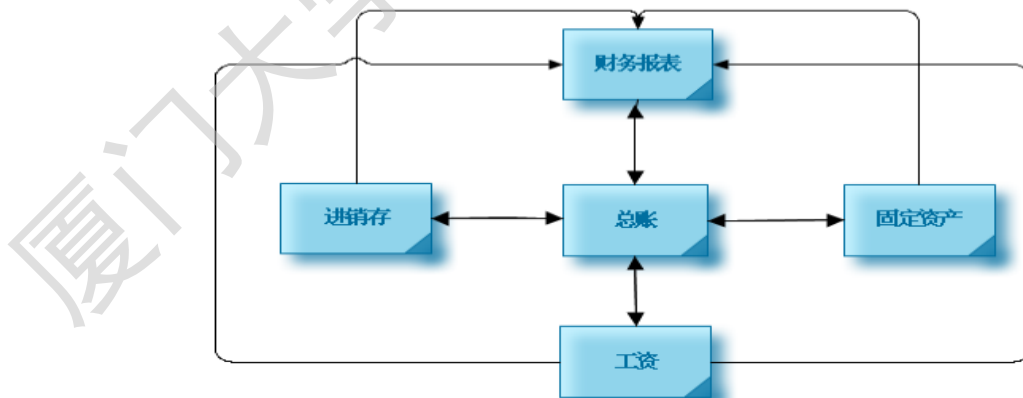 财务报表
进销存
总账
固定资产
工资
厦门大学